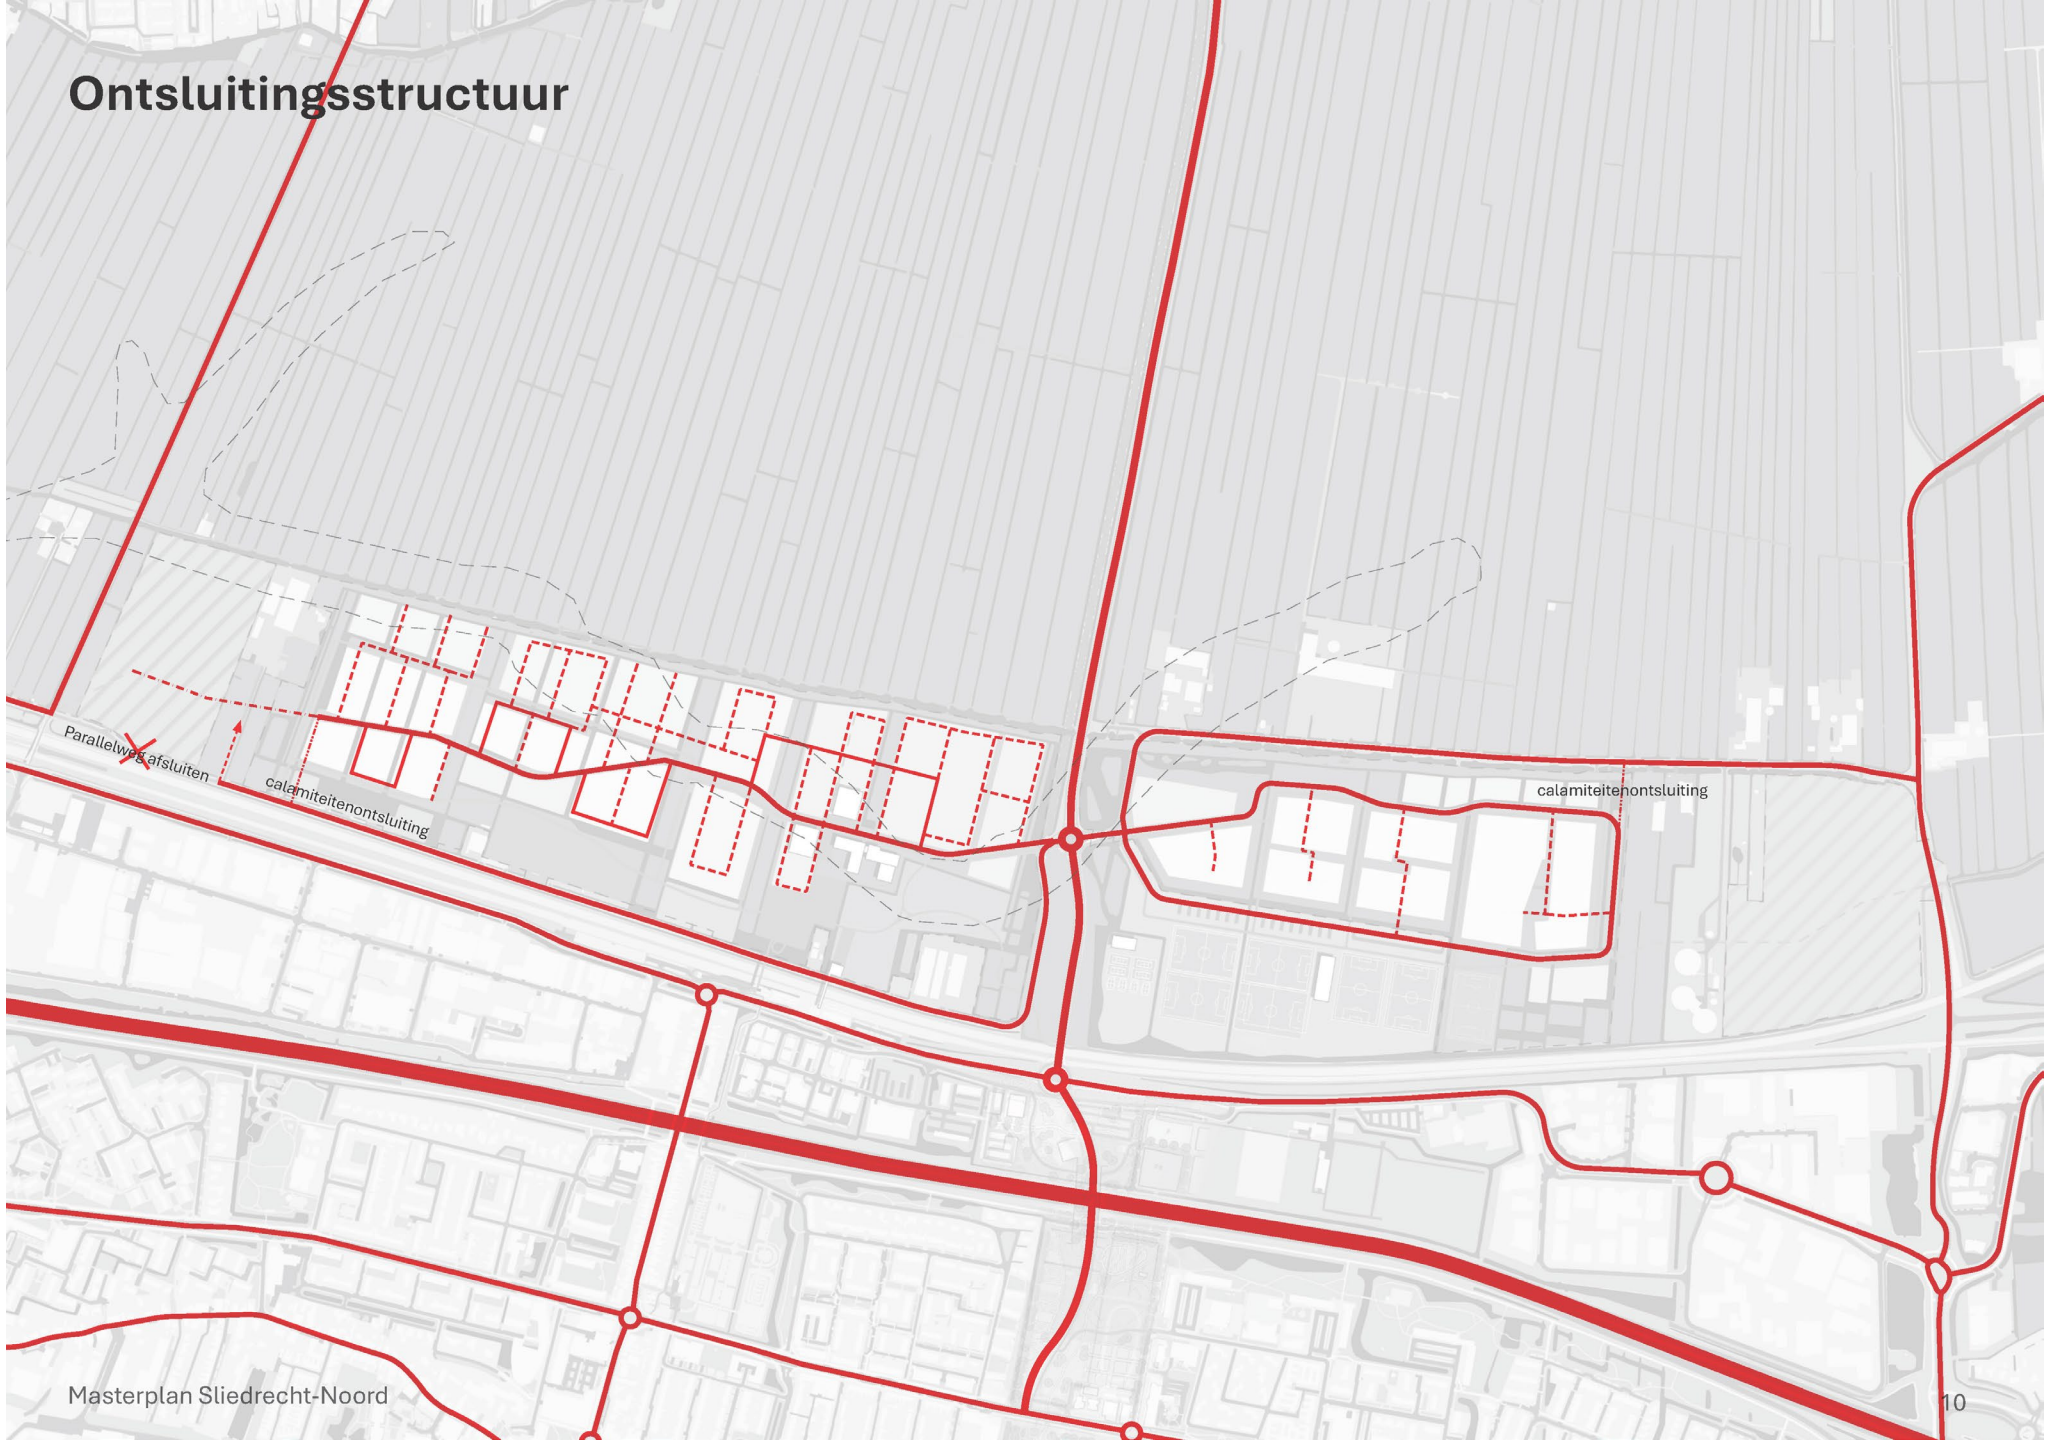 Ontsluitingsstructuur
Parallelweg afsluiten
calamiteitenontsluiting
calamiteitenontsluiting
Masterplan Sliedrecht-Noord
10